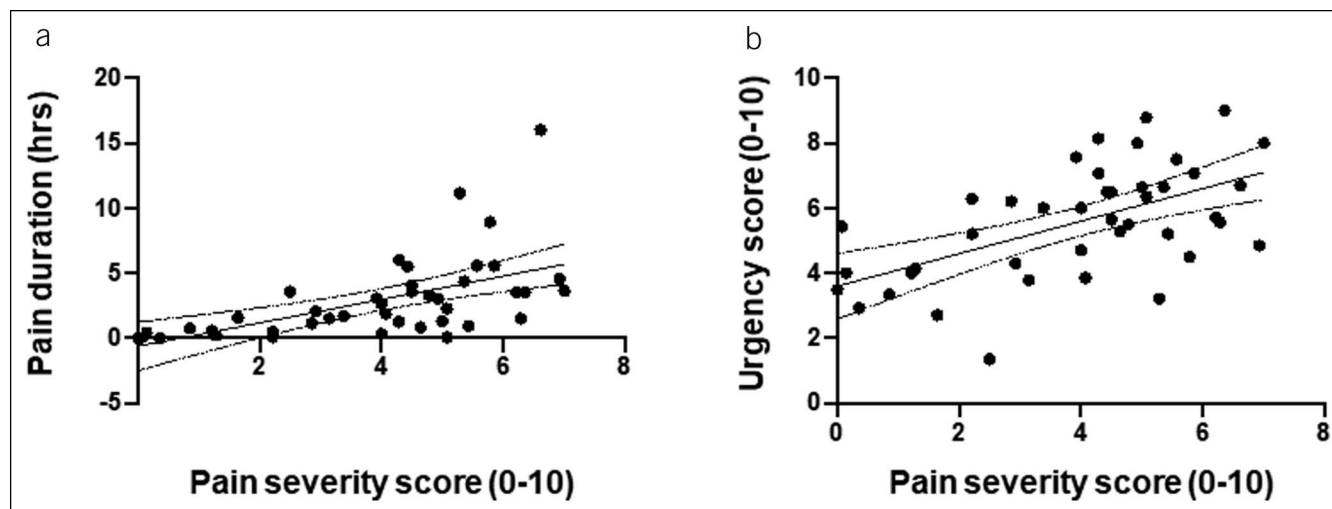 a
Pain duration (hrs)
20
15
10
5
0
-5
2 4 6 8
Pain severity score (0-10)
b
Urgency score (0-10)
10
8
6
4
2
0
0 2 4 6 8
Pain severity score (0-10)